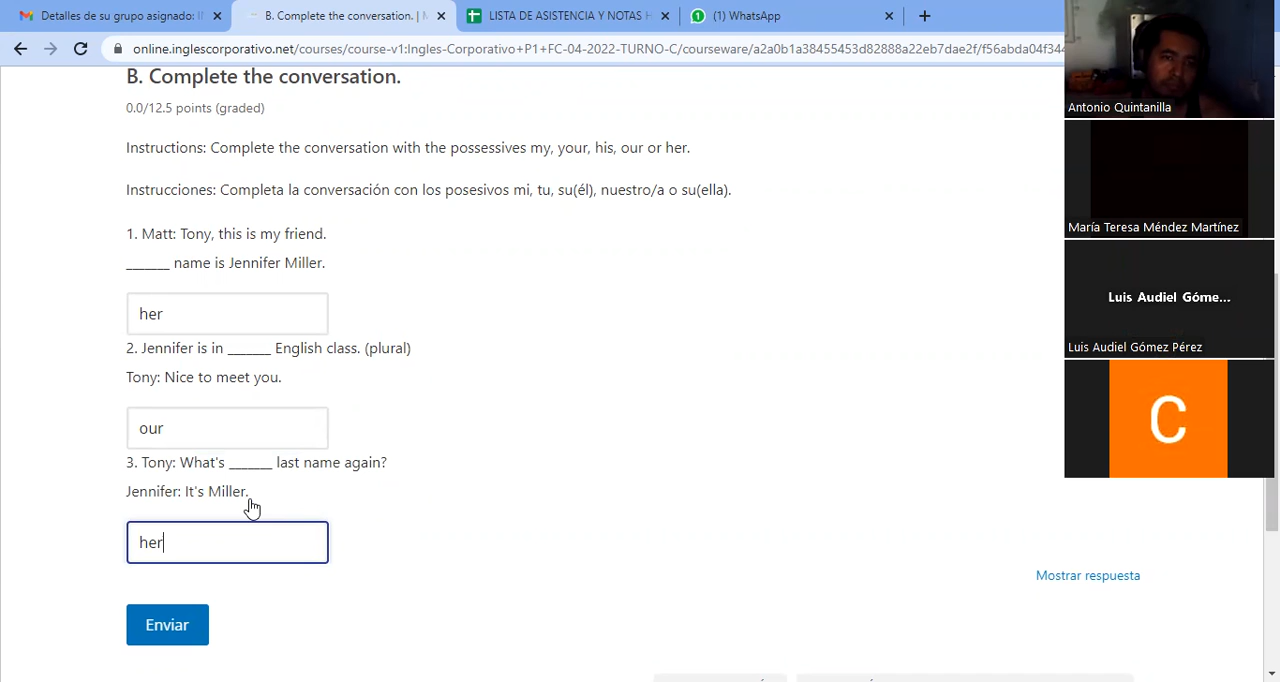 Detalles de su grupo asignado: I
B. Complete the conversation. | M
LISTA DE ASISTENCIA Y NOTAS H
(1) WhatsApp
online.inglescorporativo.net/courses/course-v1:Ingles-Corporativo+P1+FC-04-2022-TURNO-C/courseware/a2a0b1a38455453d82888a22eb7dae2f/f56abda04f344
B. Complete the conversation.
0.0/12.5 points (graded)
Instructions: Complete the conversation with the possessives my, your, his, our or her.
Instrucciones: Completa la conversación con los posesivos mi, tu, su(él), nuestro/a o su(ella).
1. Matt: Tony, this is my friend.
______ name is Jennifer Miller.
her
2. Jennifer is in ______ English class. (plural)
Tony: Nice to meet you.
our
3. Tony: What's ______ last name again?
Jennifer: It's Miller.
her
Mostrar respuesta
Enviar
Antonio Quintanilla
María Teresa Méndez Martínez
Luis Audiel Góme...
Luis Audiel Gómez Pérez
C